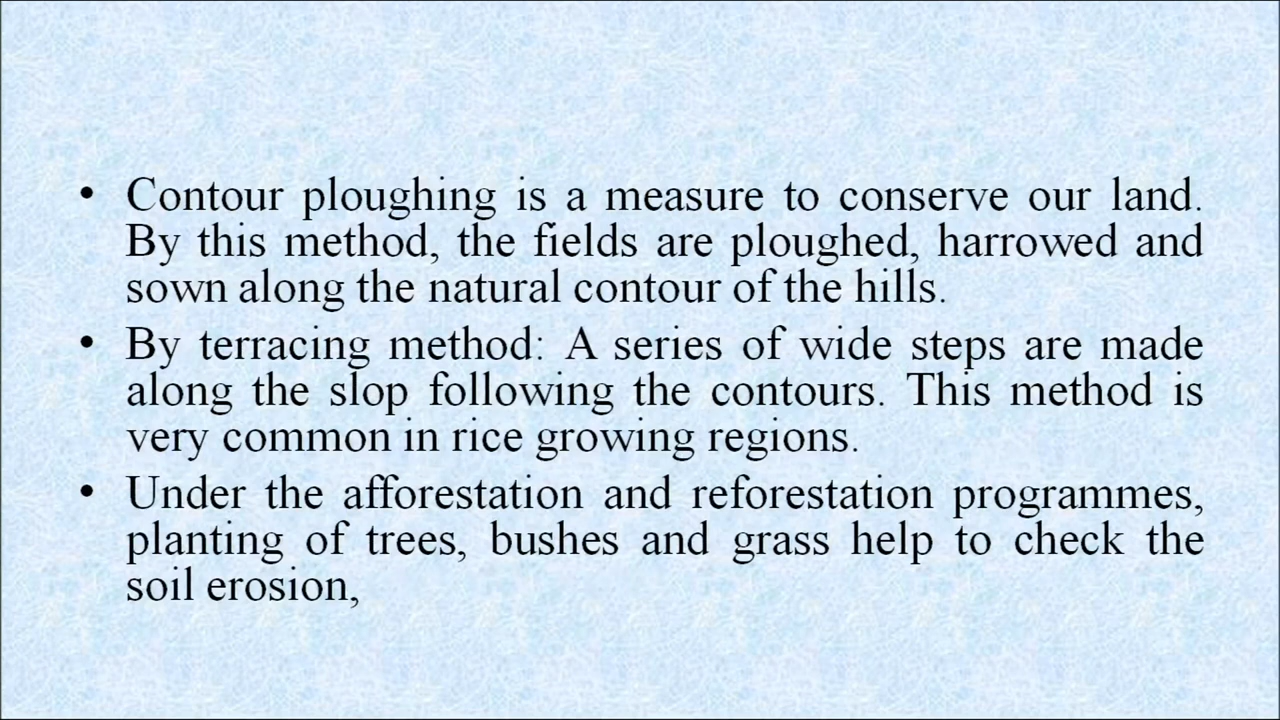 • Contour ploughing is a measure to conserve our land.
By this method, the fields are ploughed, harrowed and
sown along the natural contour of the hills.
• By terracing method: A series of wide steps are made
along the slop following the contours. This method is
very common in rice growing regions.
• Under the afforestation and reforestation programmes,
planting of trees, bushes and grass help to check the
soil erosion,